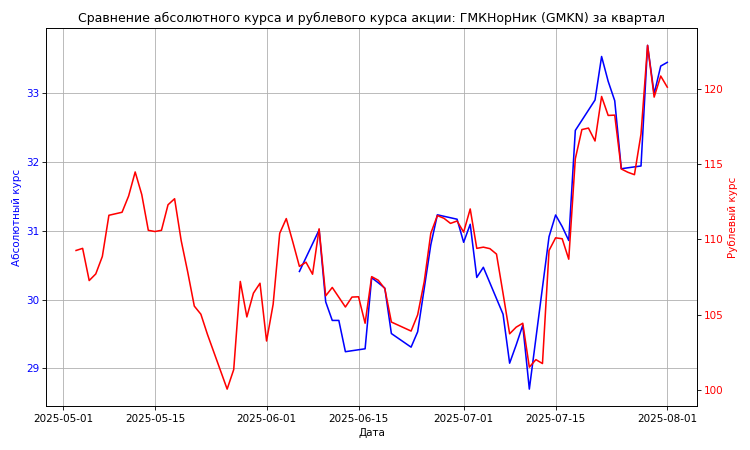 Сравнение абсолютного курса и рублевого курса акции: ГМКНорНик (GMKN) за квартал
Абсолютный курс
33
32
31
30
29
120
115
110
105
100
Рублевый курс
2025-05-01 2025-05-15 2025-06-01 2025-06-15 2025-07-01 2025-07-15 2025-08-01
Дата